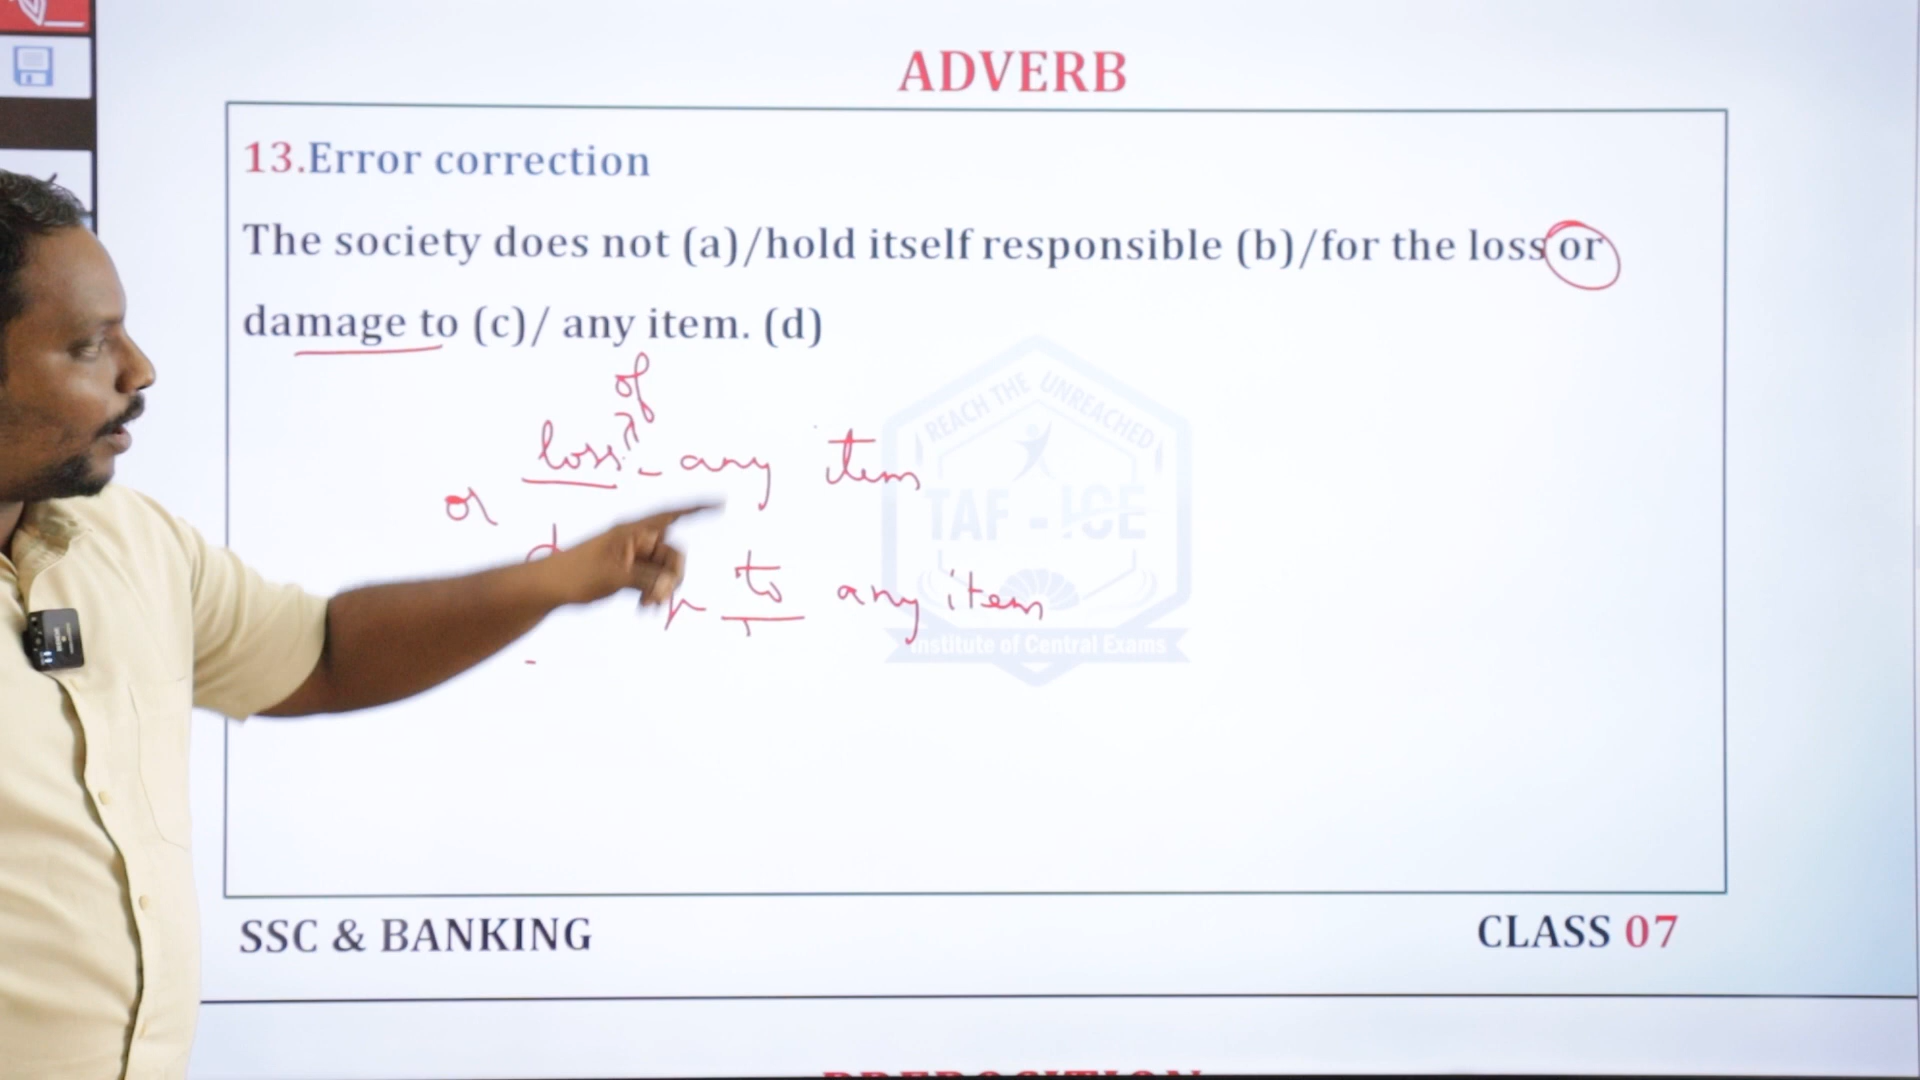 ADVERB
13.Error correction
The society does not (a)/hold itself responsible (b)/for the loss or
damage to (c)/ any item. (d)
of
loss - any item
or
to any item
REACH THE UNREACHED
TAF - ICE
Institute of Central Exams
SSC & BANKING
CLASS 07
PREPOSITION